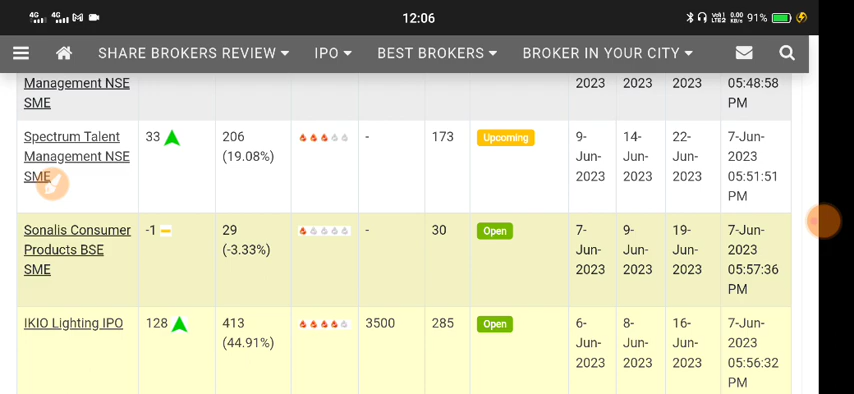 4G 4G 12:06 Vo1) LTE2 0.00 KB/s 91%
SHARE BROKERS REVIEW IPO BEST BROKERS BROKER IN YOUR CITY
Management NSE 2023 2023 2023 05:48:58
SME PM
Spectrum Talent 33 206 - 173 Upcoming 9- 14- 22- 7-Jun-
Management NSE (19.08%) Jun- Jun- Jun- 2023
SME 2023 2023 2023 05:51:51
PM
Sonalis Consumer -1 29 - 30 Open 7- 9- 19- 7-Jun-
Products BSE (-3.33%) Jun- Jun- Jun- 2023
SME 2023 2023 2023 05:57:36
PM
IKIO Lighting IPO 128 413 3500 285 Open 6- 8- 16- 7-Jun-
(44.91%) Jun- Jun- Jun- 2023
2023 2023 2023 05:56:32
PM